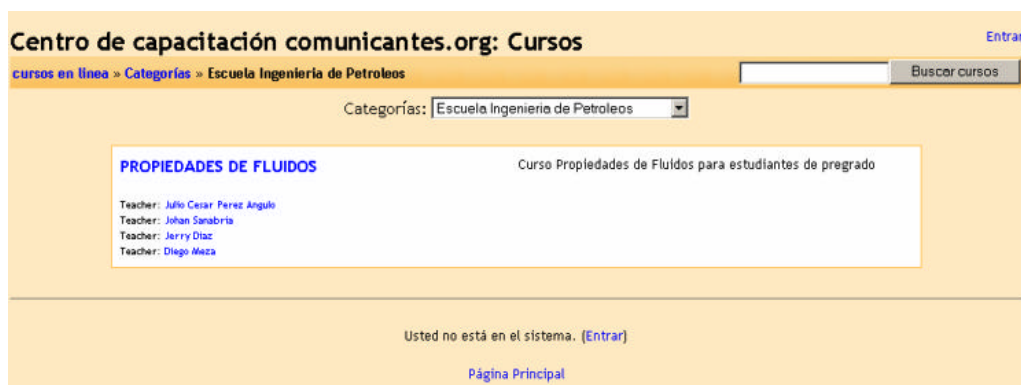 Centro de capacitación comunicantes.org: Cursos
Entrar
cursos en linea » Categorías » Escuela Ingenieria de Petroleos
Buscar cursos
Categorías: Escuela Ingenieria de Petroleos
PROPIEDADES DE FLUIDOS
Curso Propiedades de Fluidos para estudiantes de pregrado
Teacher: Julio Cesar Perez Angulo
Teacher: Johan Sanabria
Teacher: Jerry Diaz
Teacher: Diego Meza
Usted no está en el sistema. (Entrar)
Página Principal